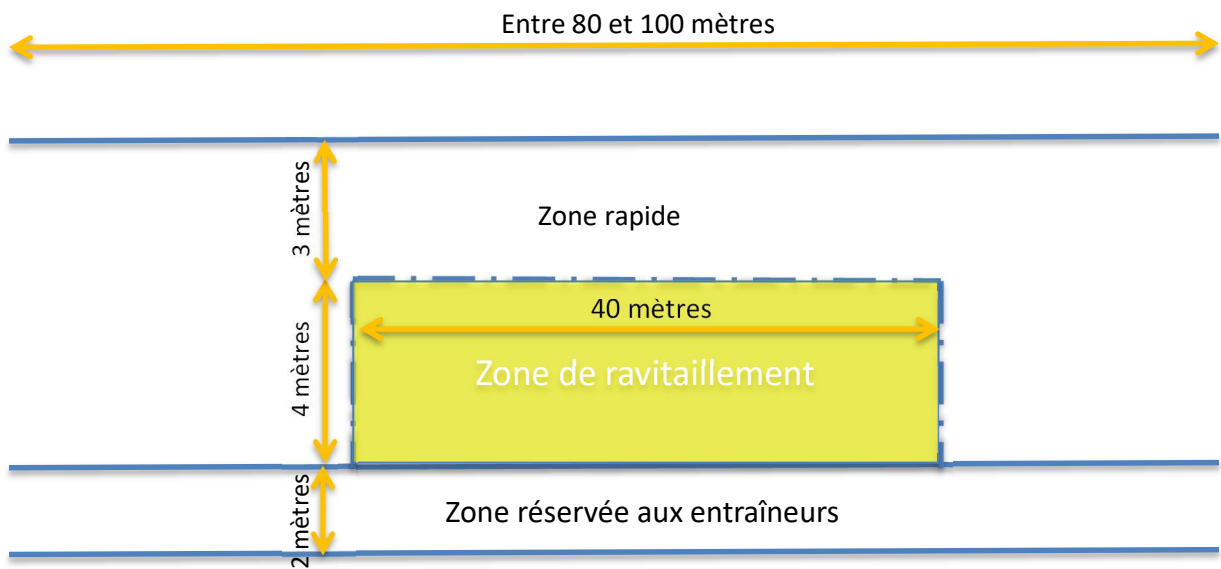 Entre 80 et 100 mètres
3 mètres
Zone rapide
40 mètres
4 mètres
Zone de ravitaillement
2 mètres
Zone réservée aux entraîneurs